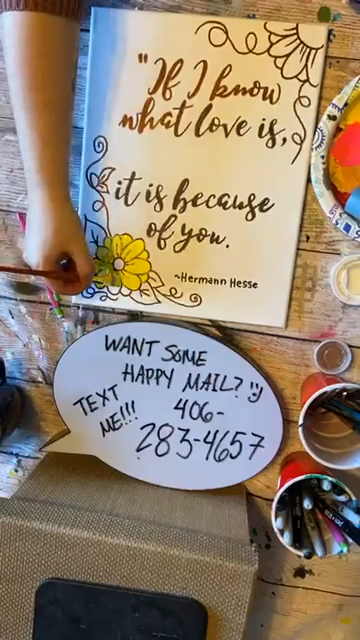 "If I know
what love is,
it is because
of you.
~Hermann Hesse
WANT SOME
HAPPY MAIL? :)
TEXT
ME!!!
406-
283-4657